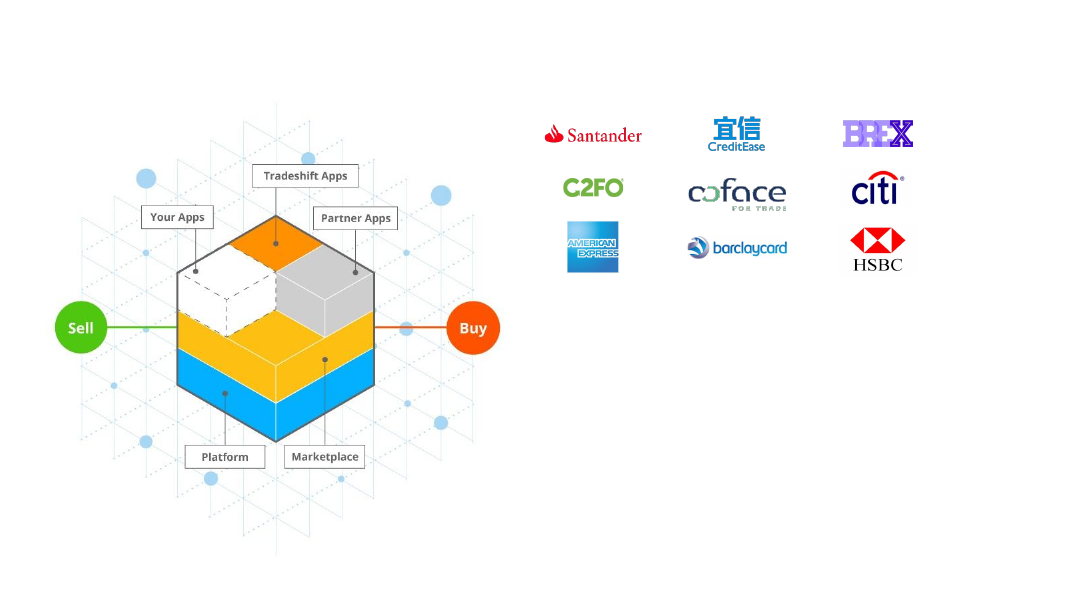 Tradeshift Apps
Your Apps
Partner Apps
Sell
Buy
Platform
Marketplace
Santander
宜信
CreditEase
BREX
C2FO
coface
FOR TRADE
citi
AMERICAN
EXPRESS
barclaycard
HSBC